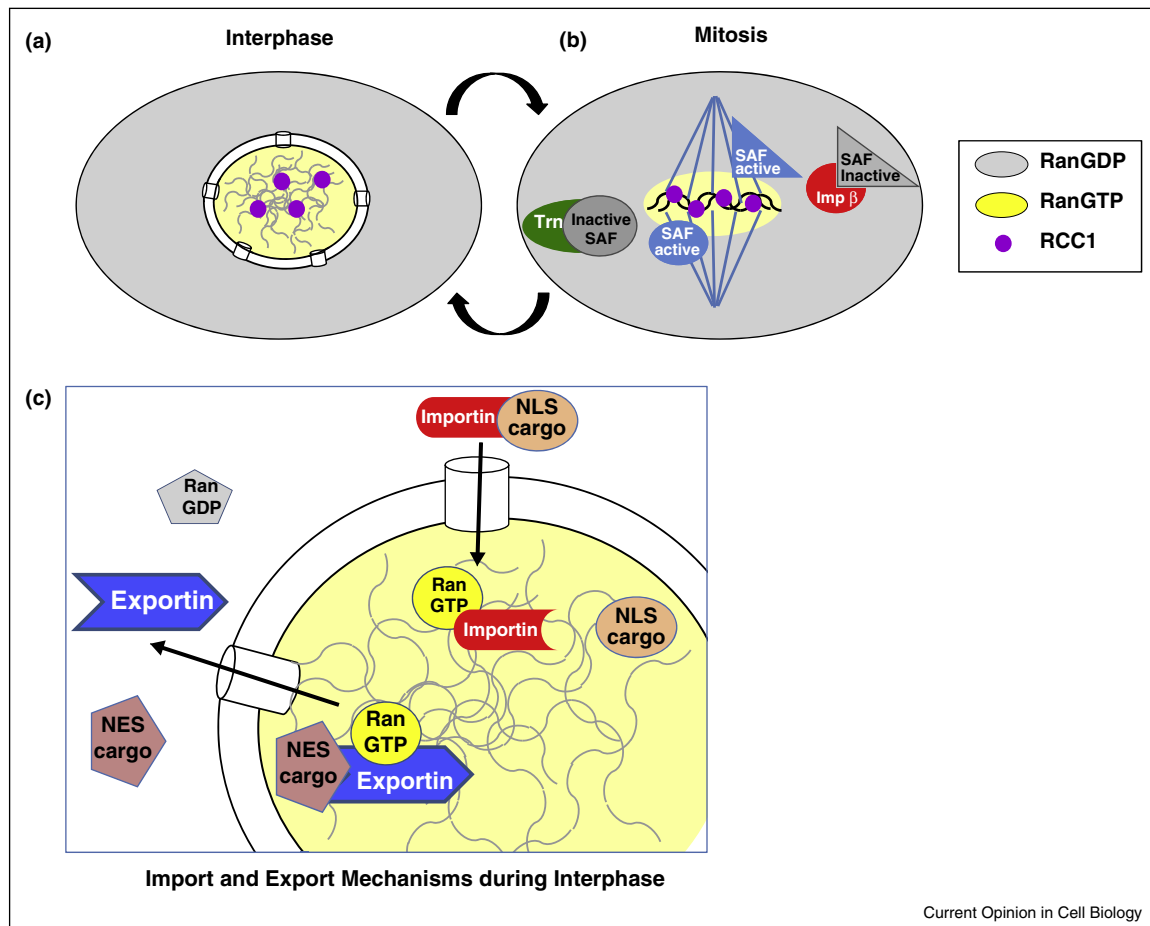 (a)
Interphase
(b)
Mitosis
SAF
active
SAF
Inactive
Imp β
Trn
Inactive
SAF
SAF
active
RanGDP
RanGTP
RCC1
(c)
Importin
NLS
cargo
Ran
GDP
Exportin
Ran
GTP
Importin
NLS
cargo
NES
cargo
Ran
GTP
NES
cargo
Exportin
Import and Export Mechanisms during Interphase
Current Opinion in Cell Biology